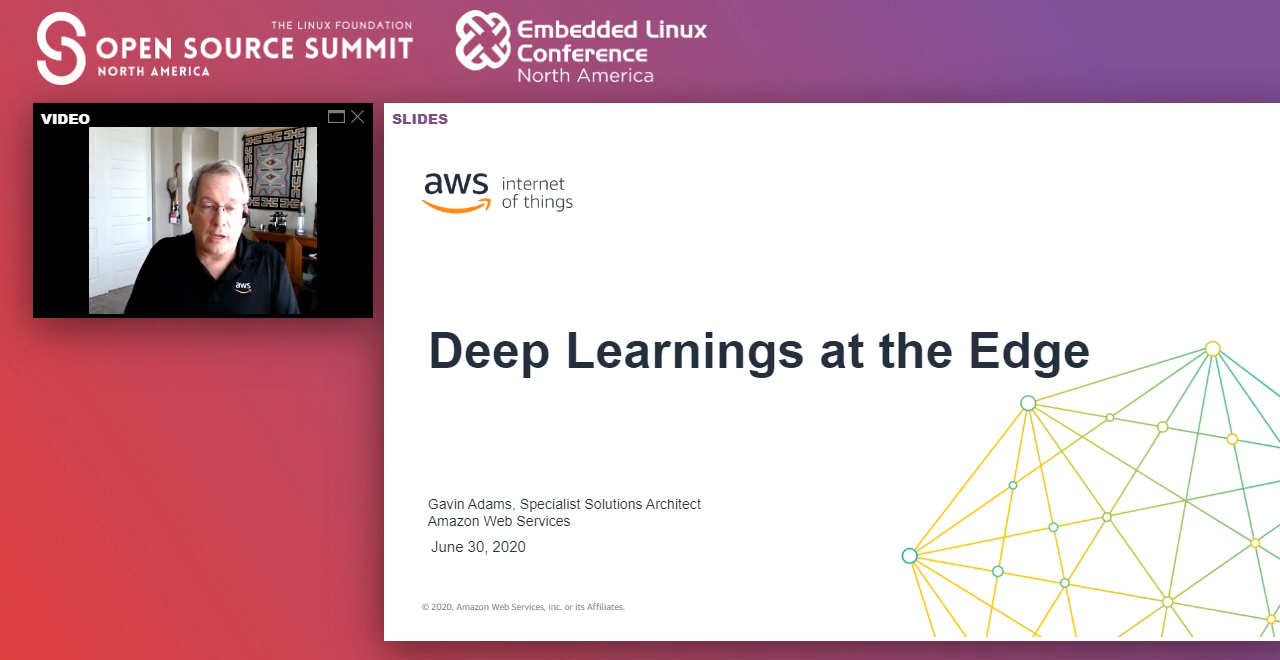 THE LINUX FOUNDATION
OPEN SOURCE SUMMIT
NORTH AMERICA
Embedded Linux
Conference
North America
VIDEO
aws
SLIDES
aws internet
of things
Deep Learnings at the Edge
Gavin Adams, Specialist Solutions Architect
Amazon Web Services
June 30, 2020
© 2020, Amazon Web Services, Inc. or its Affiliates.